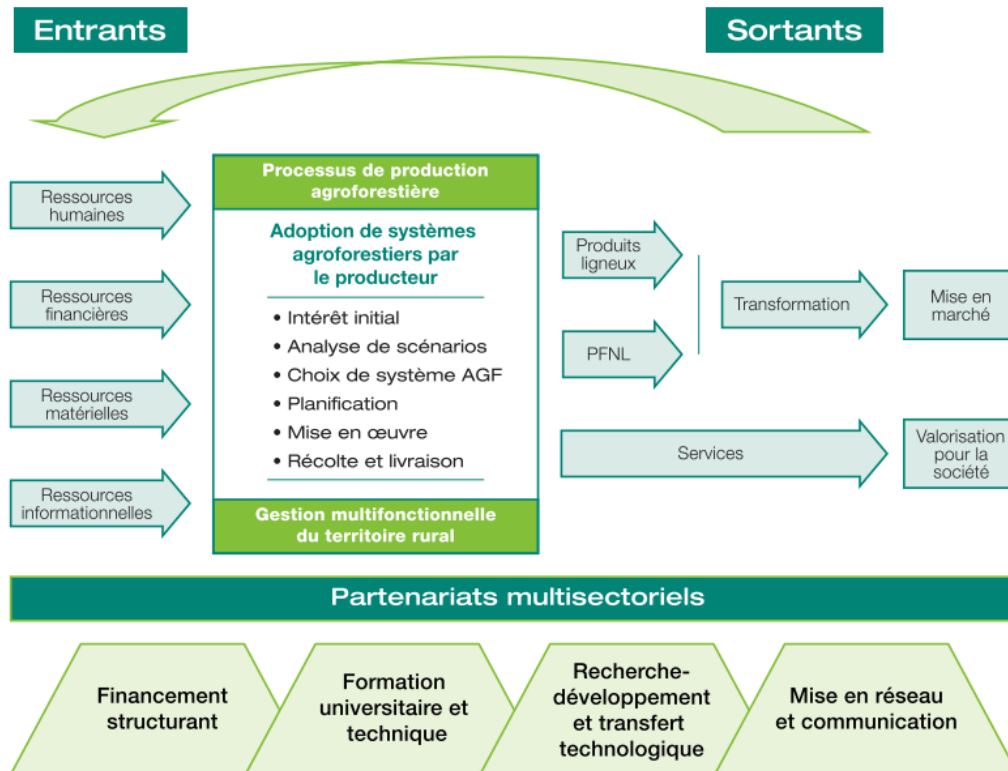 Entrants
Sortants
Ressources
humaines
Ressources
financières
Ressources
matérielles
Ressources
informationnelles
Processus de production
agroforestière
Adoption de systèmes
agroforestiers par
le producteur
• Intérêt initial
• Analyse de scénarios
• Choix de système AGF
• Planification
• Mise en œuvre
• Récolte et livraison
Gestion multifonctionnelle
du territoire rural
Produits
ligneux
PFNL
Transformation
Mise en
marché
Services
Valorisation
pour la
société
Partenariats multisectoriels
Financement
structurant
Formation
universitaire et
technique
Recherche-
développement
et transfert
technologique
Mise en réseau
et communication